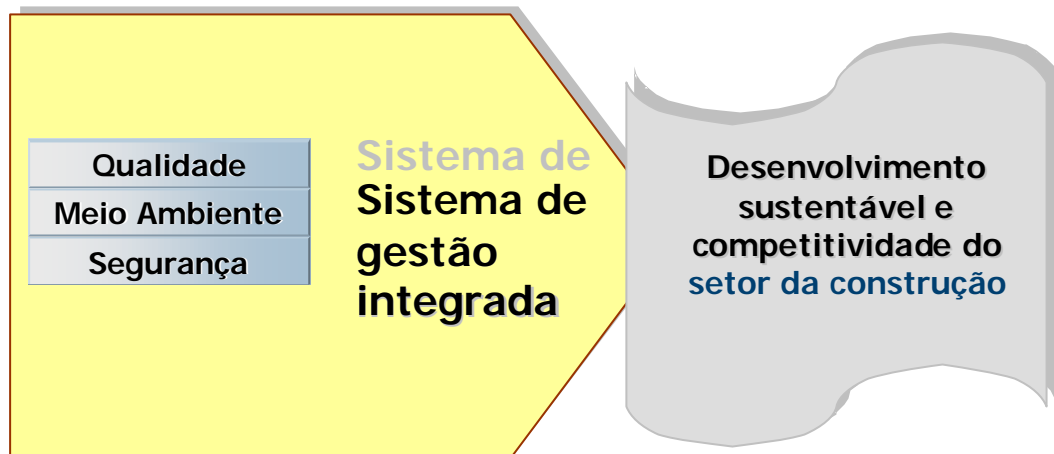 Qualidade
Meio Ambiente
Segurança
Sistema de
Sistema de
gestão
integrada
Desenvolvimento
sustentável e
competitividade do
setor da construção